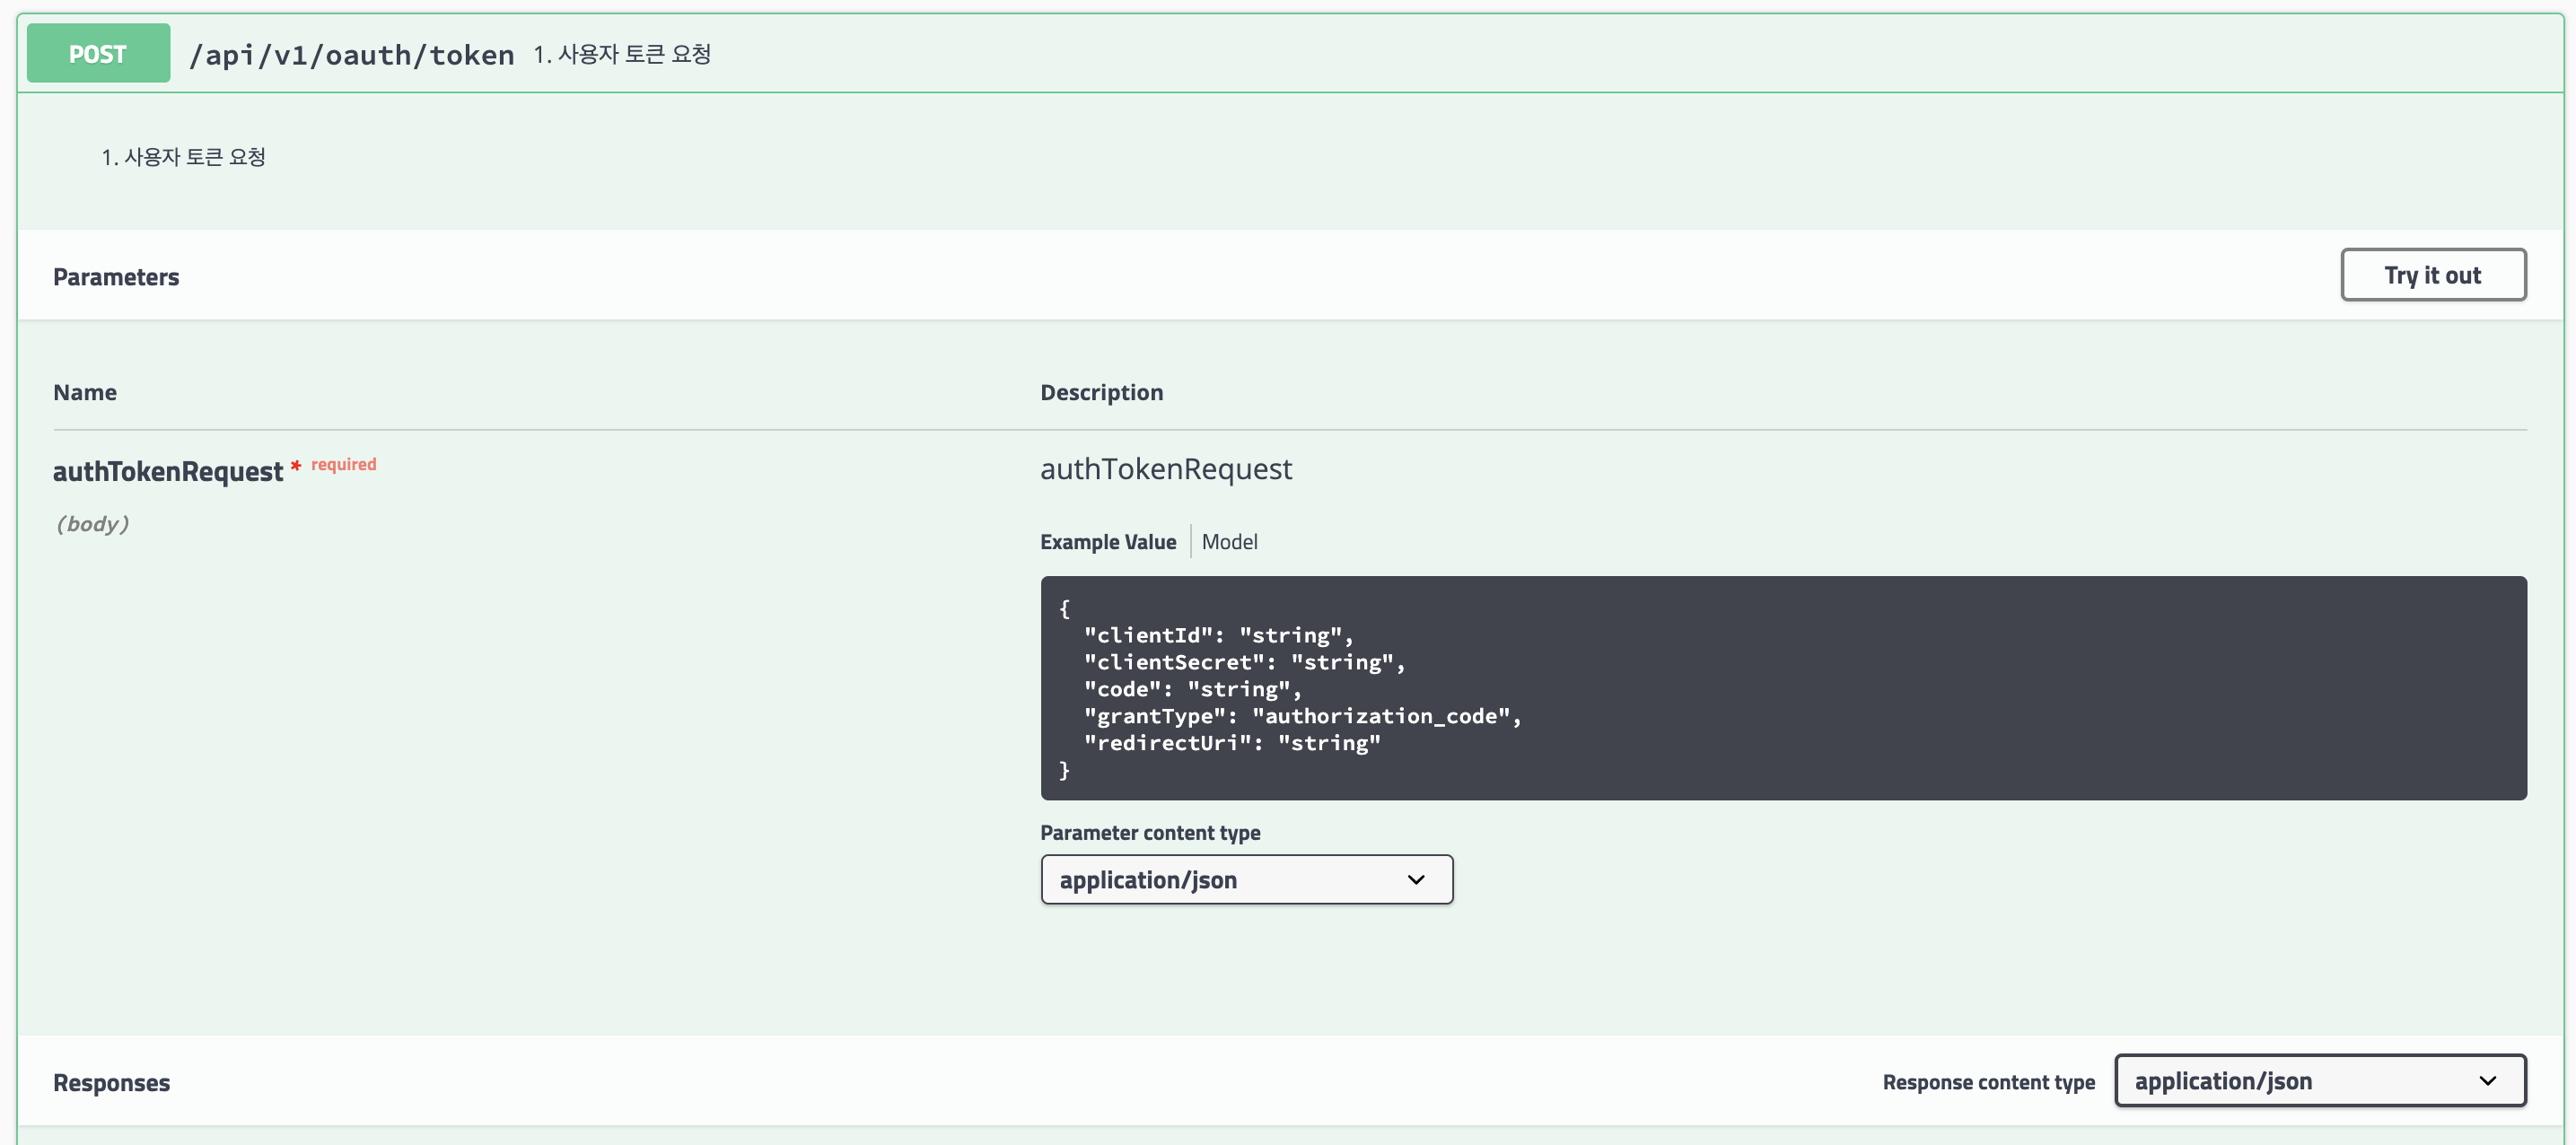 POST /api/v1/oauth/token 1. 사용자 토큰 요청
1. 사용자 토큰 요청
Parameters Try it out
Name Description
authTokenRequest * required authTokenRequest
(body)
Example Value Model
{
"clientId": "string",
"clientSecret": "string",
"code": "string",
"grantType": "authorization_code",
"redirectUri": "string"
}
Parameter content type
application/json
Responses Response content type application/json